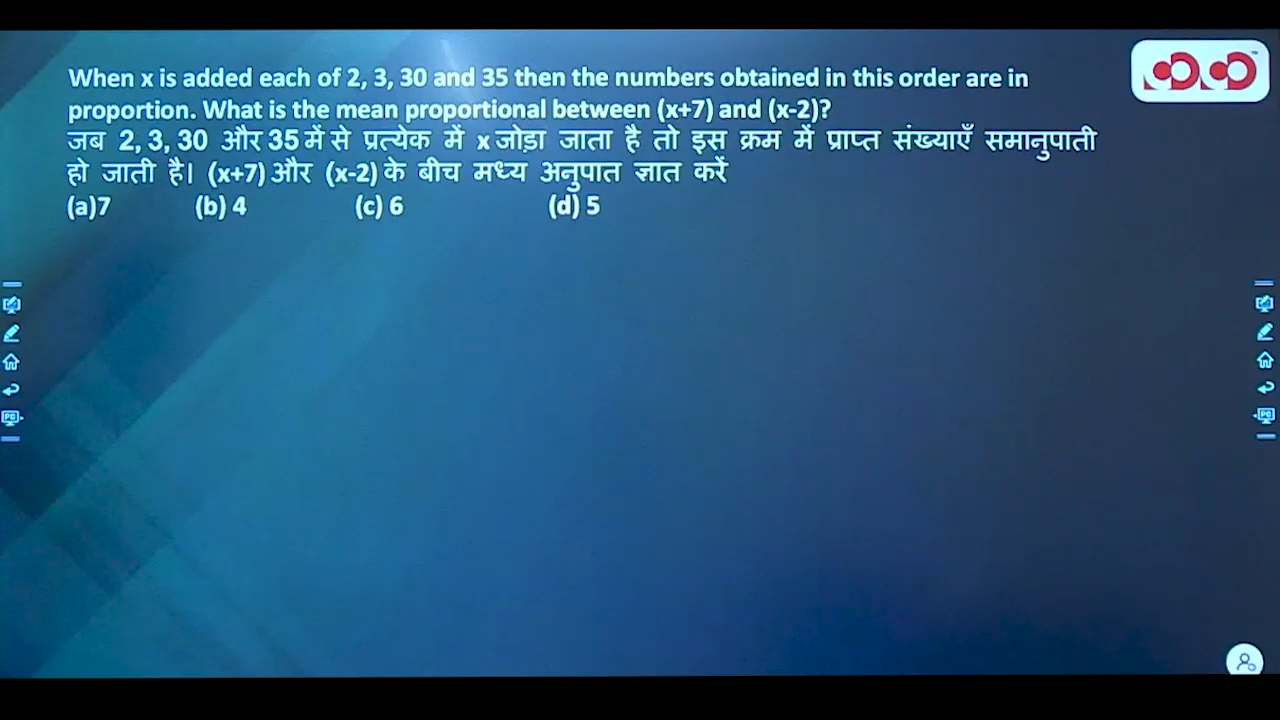 When x is added each of 2, 3, 30 and 35 then the numbers obtained in this order are in
proportion. What is the mean proportional between (x+7) and (x-2)?
जब 2, 3, 30 और 35 में से प्रत्येक में x जोड़ा जाता है तो इस क्रम में प्राप्त संख्याएँ समानुपाती
हो जाती है। (x+7) और (x-2) के बीच मध्य अनुपात ज्ञात करें
(a)7 (b) 4 (c) 6 (d) 5